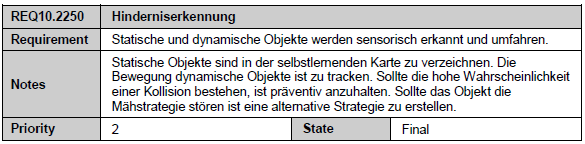 REQ10.2250 Hinderniserkennung
Requirement Statische und dynamische Objekte werden sensorisch erkannt und umfahren.
Notes Statische Objekte sind in der selbstlernenden Karte zu verzeichnen. Die
Bewegung dynamische Objekte ist zu tracken. Sollte die hohe Wahrscheinlichkeit
einer Kollision bestehen, ist präventiv anzuhalten. Sollte das Objekt die
Mähstrategie stören ist eine alternative Strategie zu erstellen.
Priority 2 State Final